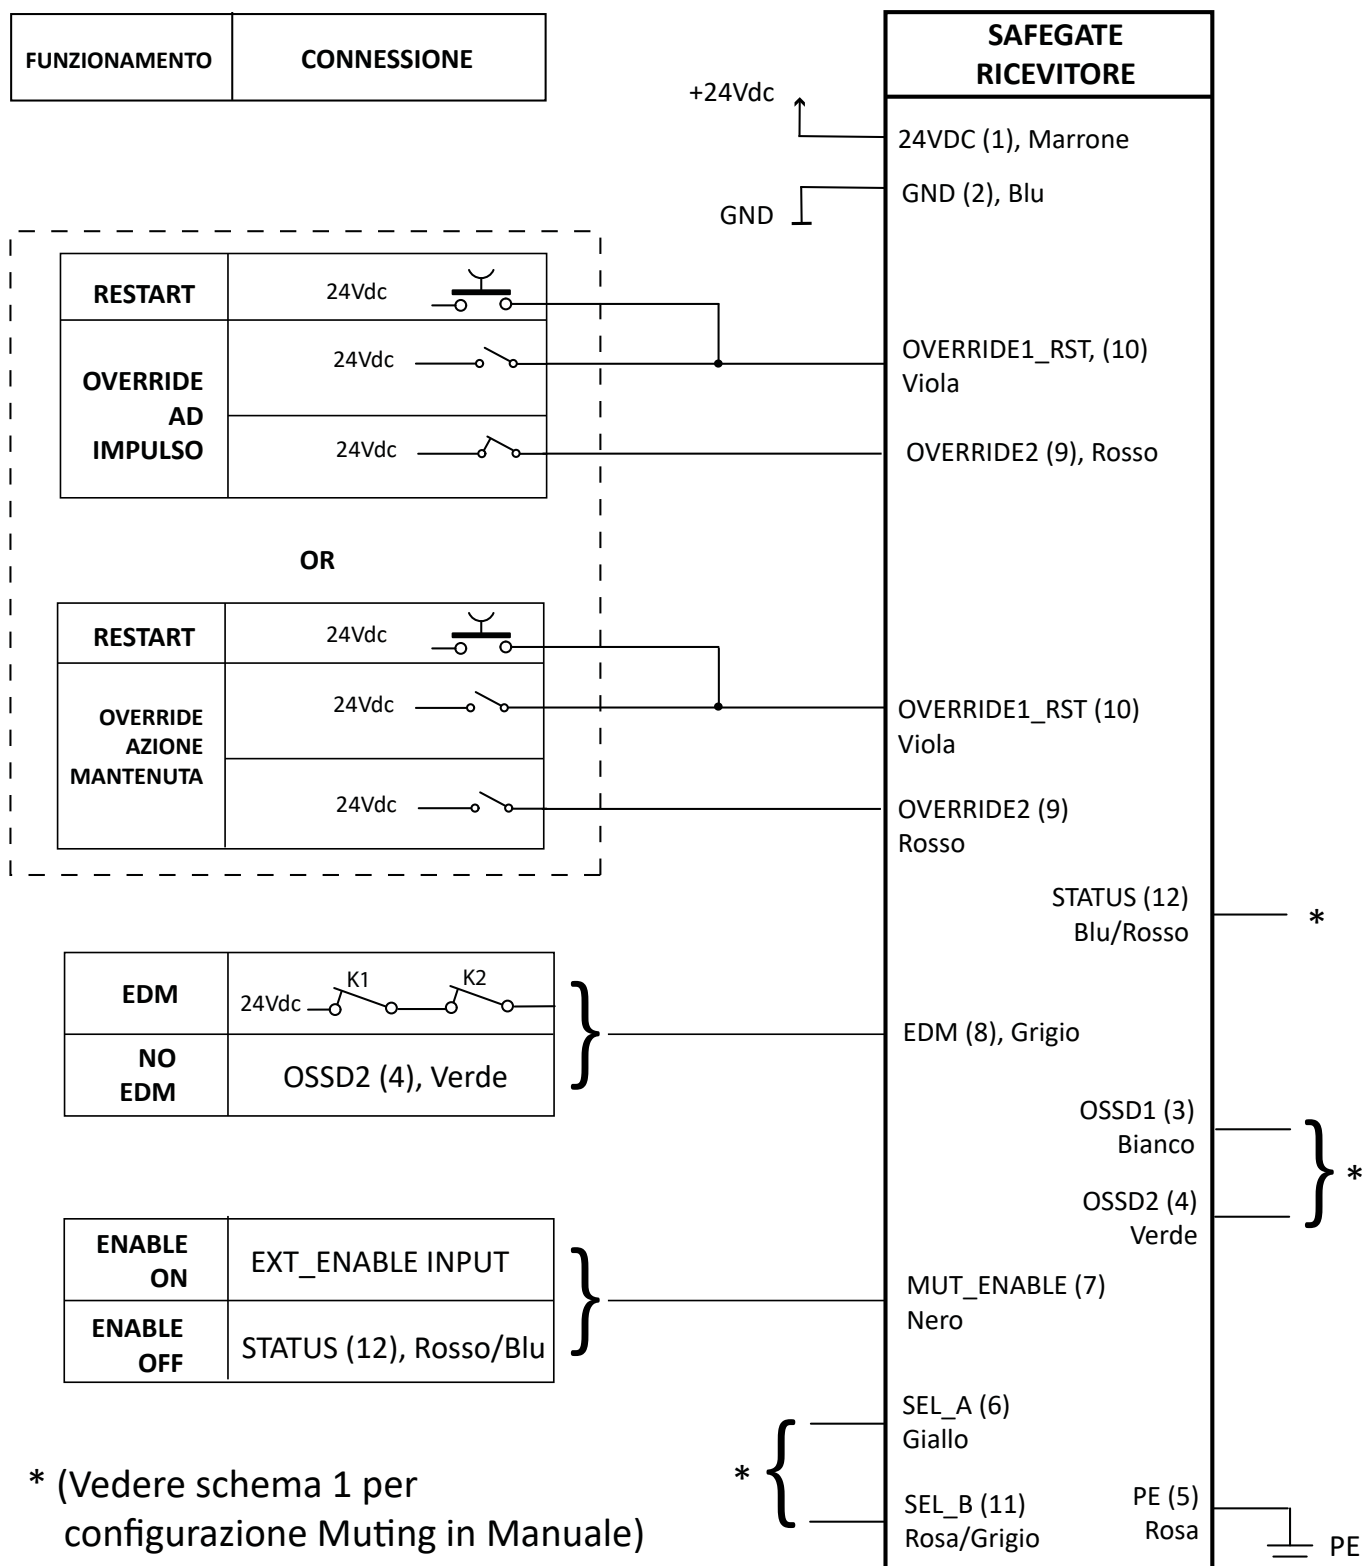 FUNZIONAMENTO
CONNESSIONE
SAFEGATE
RICEVITORE
+24Vdc
24VDC (1), Marrone
GND (2), Blu
GND
RESTART
24Vdc
OVERRIDE
AD
IMPULSO
24Vdc
24Vdc
OVERRIDE1_RST, (10)
Viola
OVERRIDE2 (9), Rosso
OR
RESTART
24Vdc
OVERRIDE
AZIONE
MANTENUTA
24Vdc
24Vdc
OVERRIDE1_RST (10)
Viola
OVERRIDE2 (9)
Rosso
STATUS (12)
Blu/Rosso
*
EDM
24Vdc
K1
K2
NO
EDM
OSSD2 (4), Verde
EDM (8), Grigio
OSSD1 (3)
Bianco
OSSD2 (4)
Verde
*
ENABLE
ON
EXT_ENABLE INPUT
ENABLE
OFF
STATUS (12), Rosso/Blu
MUT_ENABLE (7)
Nero
SEL_A (6)
Giallo
*
SEL_B (11)
Rosa/Grigio
PE (5)
Rosa
PE
* (Vedere schema 1 per
configurazione Muting in Manuale)